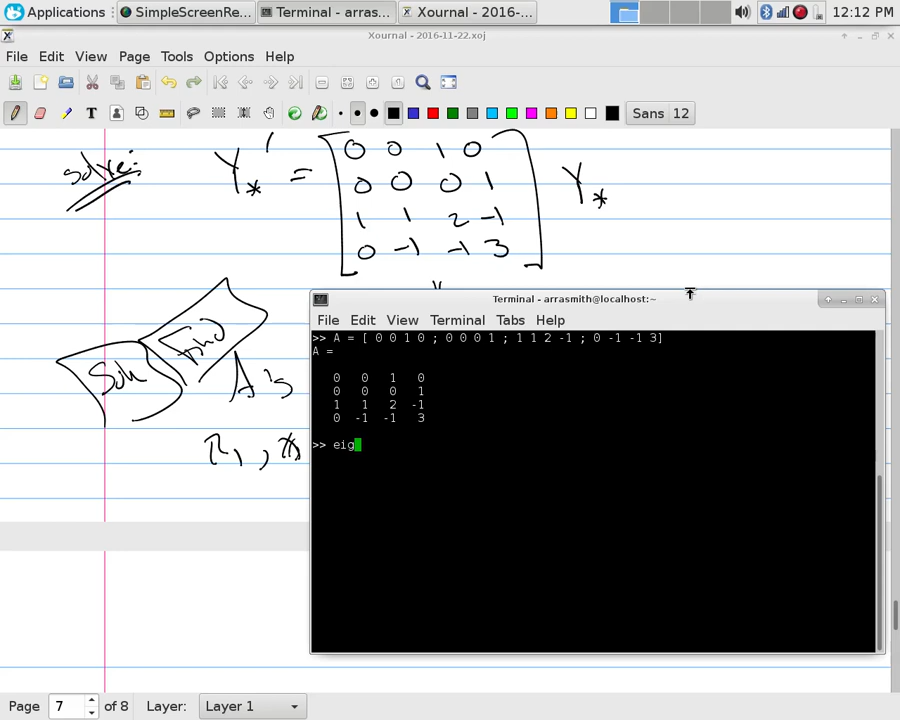 Applications SimpleScreenRe... Terminal - arras... Xournal - 2016-... 12:12 PM
Xournal - 2016-11-22.xoj
File Edit View Page Tools Options Help
Sans 12
solve: Y*' = [ 0 0 1 0
0 0 0 1
1 1 2 -1
0 -1 -1 3 ] Y*
Soln Find
A's
Terminal - arrasmith@localhost:~
File Edit View Terminal Tabs Help
>> A = [ 0 0 1 0 ; 0 0 0 1 ; 1 1 2 -1 ; 0 -1 -1 3]
A =
0 0 1 0
0 0 0 1
1 1 2 -1
0 -1 -1 3
>> eig
Page 7 of 8 Layer: Layer 1